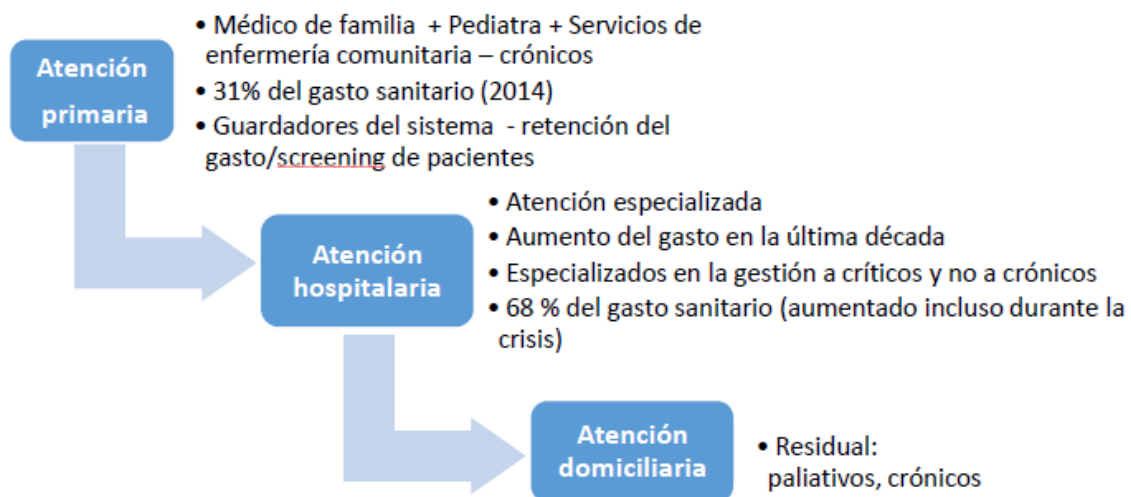 Atención
primaria
• Médico de familia + Pediatra + Servicios de
enfermería comunitaria – crónicos
• 31% del gasto sanitario (2014)
• Guardadores del sistema - retención del
gasto/screening de pacientes
Atención
hospitalaria
• Atención especializada
• Aumento del gasto en la última década
• Especializados en la gestión a críticos y no a crónicos
• 68 % del gasto sanitario (aumentado incluso durante la
crisis)
Atención
domiciliaria
• Residual:
paliativos, crónicos